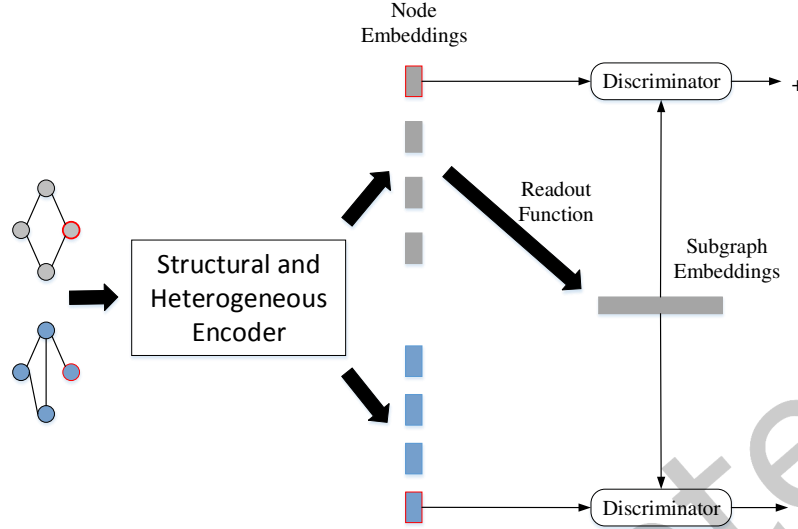 Node
Embeddings
Discriminator
+
Readout
Function
Structural and
Heterogeneous
Encoder
Subgraph
Embeddings
Discriminator